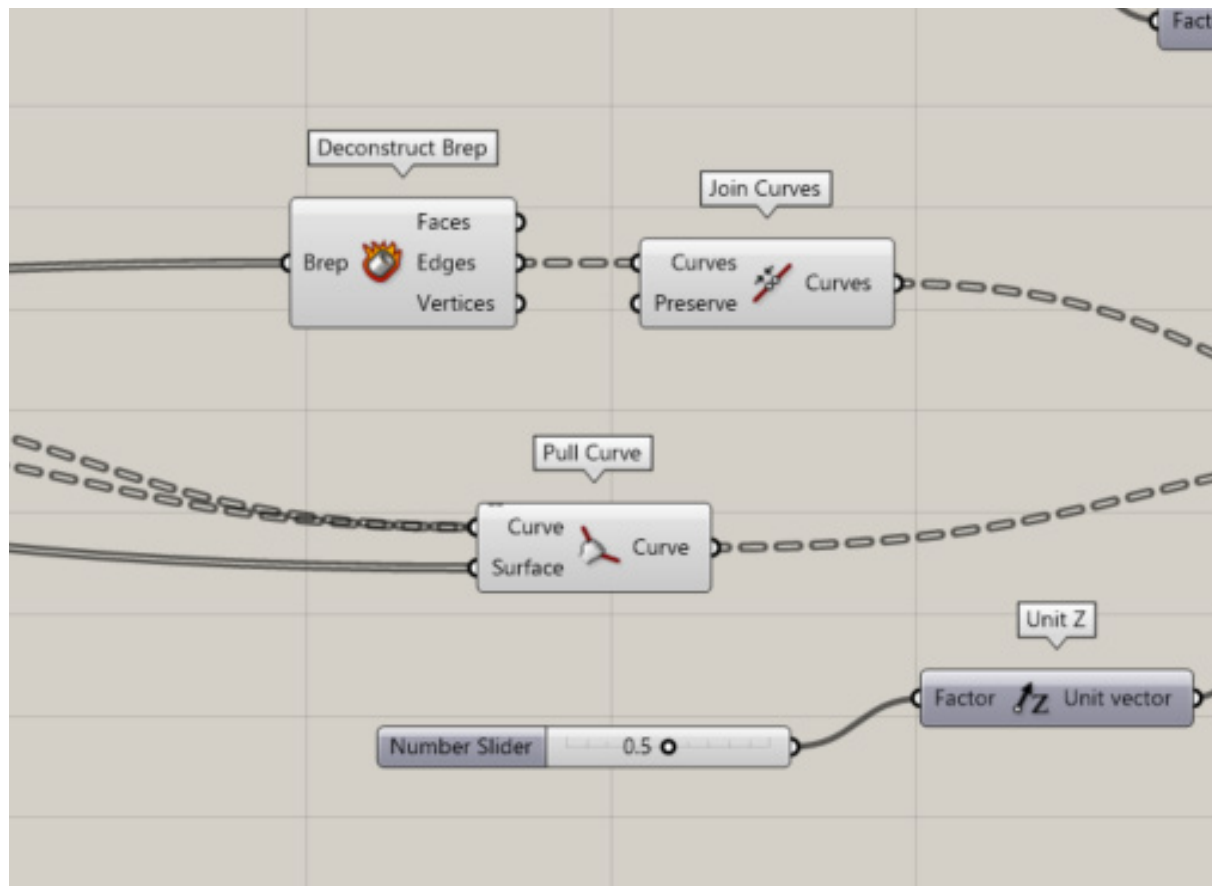 Fact
Deconstruct Brep
Join Curves
Faces
Brep
Edges
Vertices
Curves
Curves
Preserve
Pull Curve
Curve
Curve
Surface
Unit Z
Factor
Z
Unit vector
Number Slider
0.5